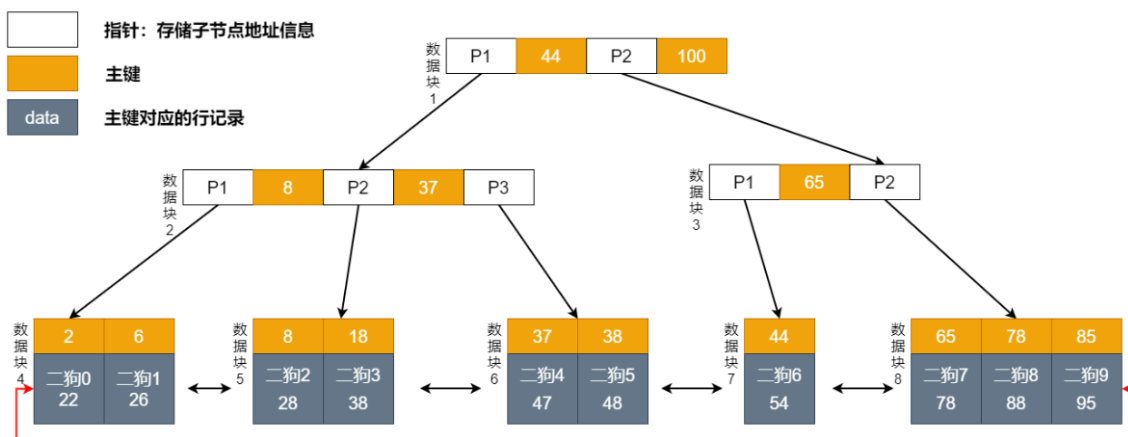 指针：存储子节点地址信息
主键
data 主键对应的行记录
数据块1
P1 44 P2 100
数据块2
P1 8 P2 37 P3
数据块3
P1 65 P2
数据块4
2 6
二狗0 二狗1
22 26
数据块5
8 18
二狗2 二狗3
28 38
数据块6
37 38
二狗4 二狗5
47 48
数据块7
44
二狗6
54
数据块8
65 78 85
二狗7 二狗8 二狗9
78 88 95